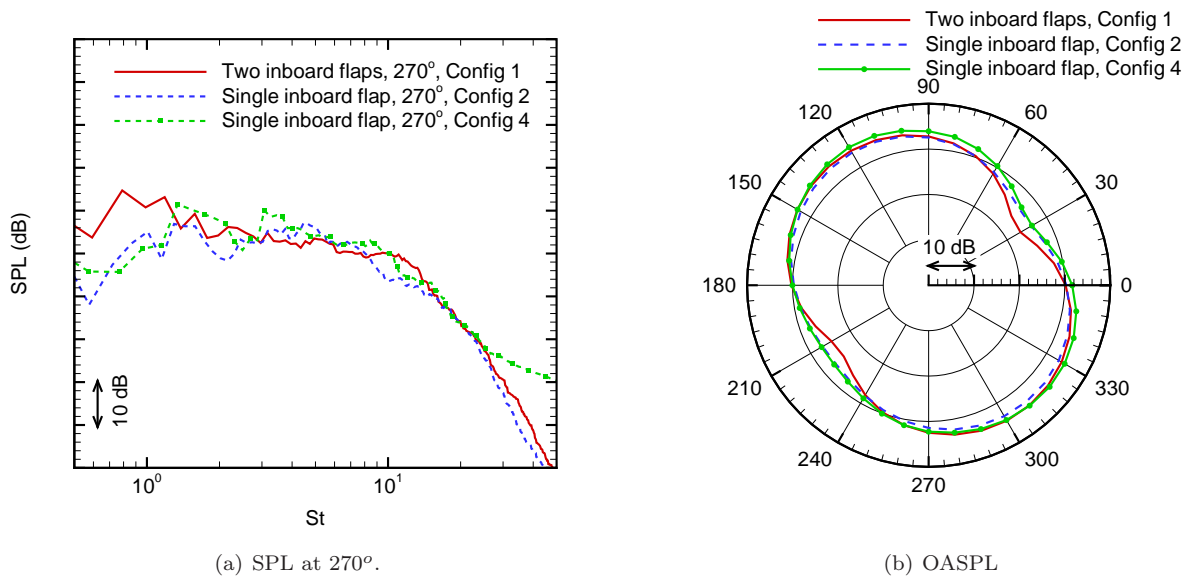 Two inboard flaps, 270°, Config 1
Single inboard flap, 270°, Config 2
Single inboard flap, 270°, Config 4
SPL (dB)
10 dB
10⁰
10¹
St
(a) SPL at 270°.
Two inboard flaps, Config 1
Single inboard flap, Config 2
Single inboard flap, Config 4
90
120
60
150
30
10 dB
180
0
210
330
240
300
270
(b) OASPL